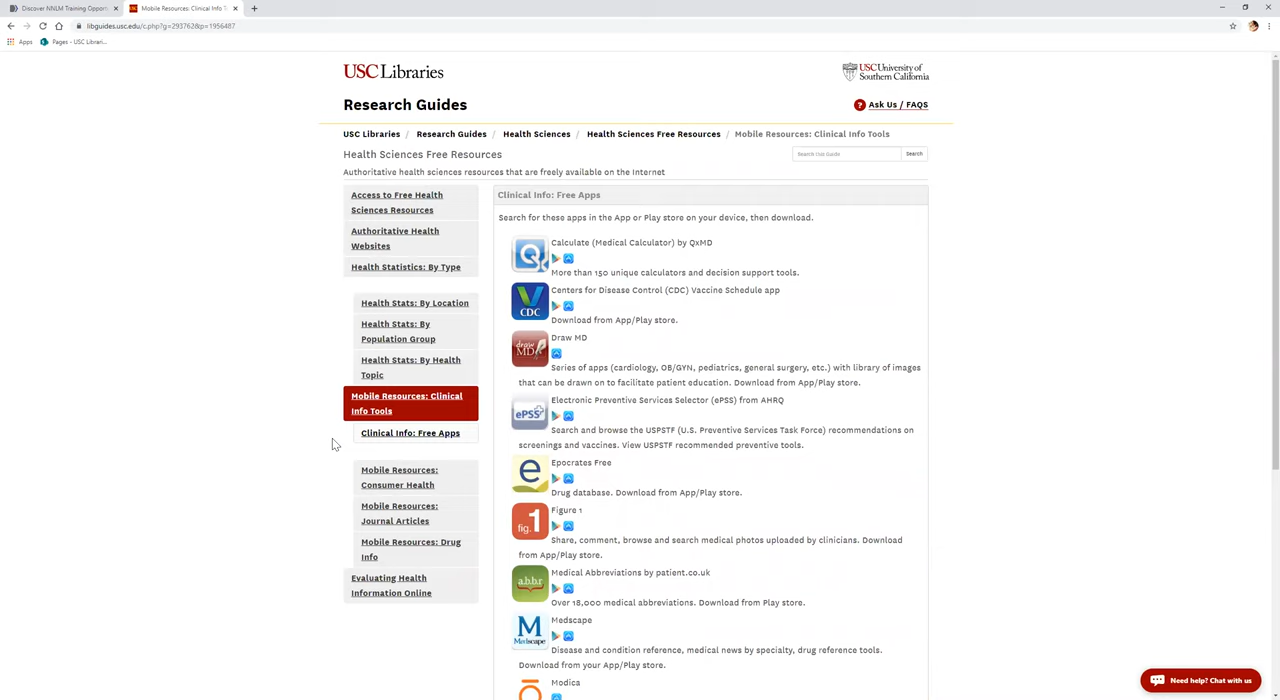 Discover NNLM Training Opport
Mobile Resources: Clinical Info T
libguides.usc.edu/c.php?g=293762&p=1956487
Apps
Pages - USC Librari...
USC Libraries
USC University of
Southern California
Research Guides
? Ask Us / FAQS
USC Libraries / Research Guides / Health Sciences / Health Sciences Free Resources / Mobile Resources: Clinical Info Tools
Health Sciences Free Resources
Search this Guide
Search
Authoritative health sciences resources that are freely available on the Internet
Access to Free Health
Sciences Resources
Authoritative Health
Websites
Health Statistics: By Type
Health Stats: By Location
Health Stats: By
Population Group
Health Stats: By Health
Topic
Mobile Resources: Clinical
Info Tools
Clinical Info: Free Apps
Mobile Resources:
Consumer Health
Mobile Resources:
Journal Articles
Mobile Resources: Drug
Info
Evaluating Health
Information Online
Clinical Info: Free Apps
Search for these apps in the App or Play store on your device, then download.
Calculate (Medical Calculator) by QxMD
More than 150 unique calculators and decision support tools.
CDC
Centers for Disease Control (CDC) Vaccine Schedule app
Download from App/Play store.
draw
MD
Draw MD
Series of apps (cardiology, OB/GYN, pediatrics, general surgery, etc.) with library of images
that can be drawn on to facilitate patient education. Download from App/Play store.
ePSS
Electronic Preventive Services Selector (ePSS) from AHRQ
Search and browse the USPSTF (U.S. Preventive Services Task Force) recommendations on
screenings and vaccines. View USPSTF recommended preventive tools.
e
Epocrates Free
Drug database. Download from App/Play store.
fig.1
Figure 1
Share, comment, browse and search medical photos uploaded by clinicians. Download
from App/Play store.
a.b.b.r
Medical Abbreviations by patient.co.uk
Over 18,000 medical abbreviations. Download from Play store.
M
Medscape
Medscape
Disease and condition reference, medical news by specialty, drug reference tools.
Download from your App/Play store.
Modica
Need help? Chat with us